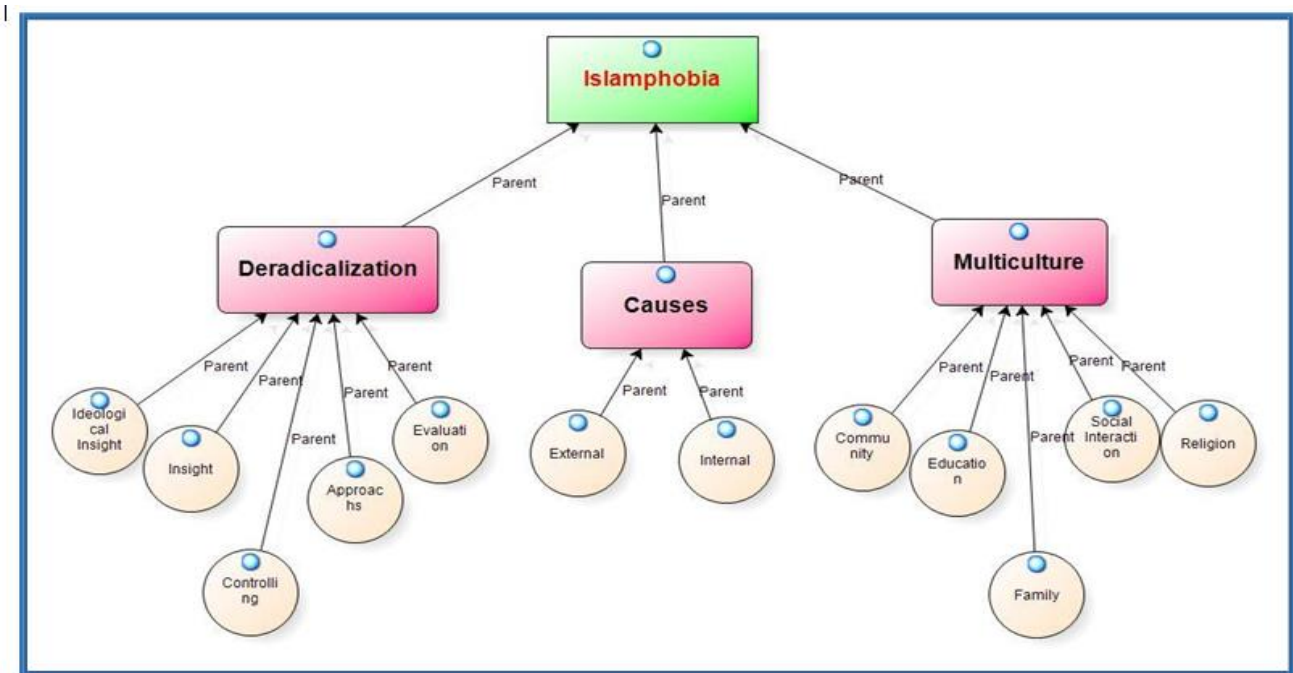 Islamphobia
Parent
Parent
Parent
Deradicalization
Causes
Multiculture
Parent
Parent
Parent
Parent
Parent
Parent
Parent
Parent
Parent
Parent
Parent
Parent
Ideologi
cal
Insight
Insight
Controlli
ng
Approac
hs
Evaluati
on
External
Internal
Commu
nity
Educatio
n
Family
Social
Interacti
on
Religion